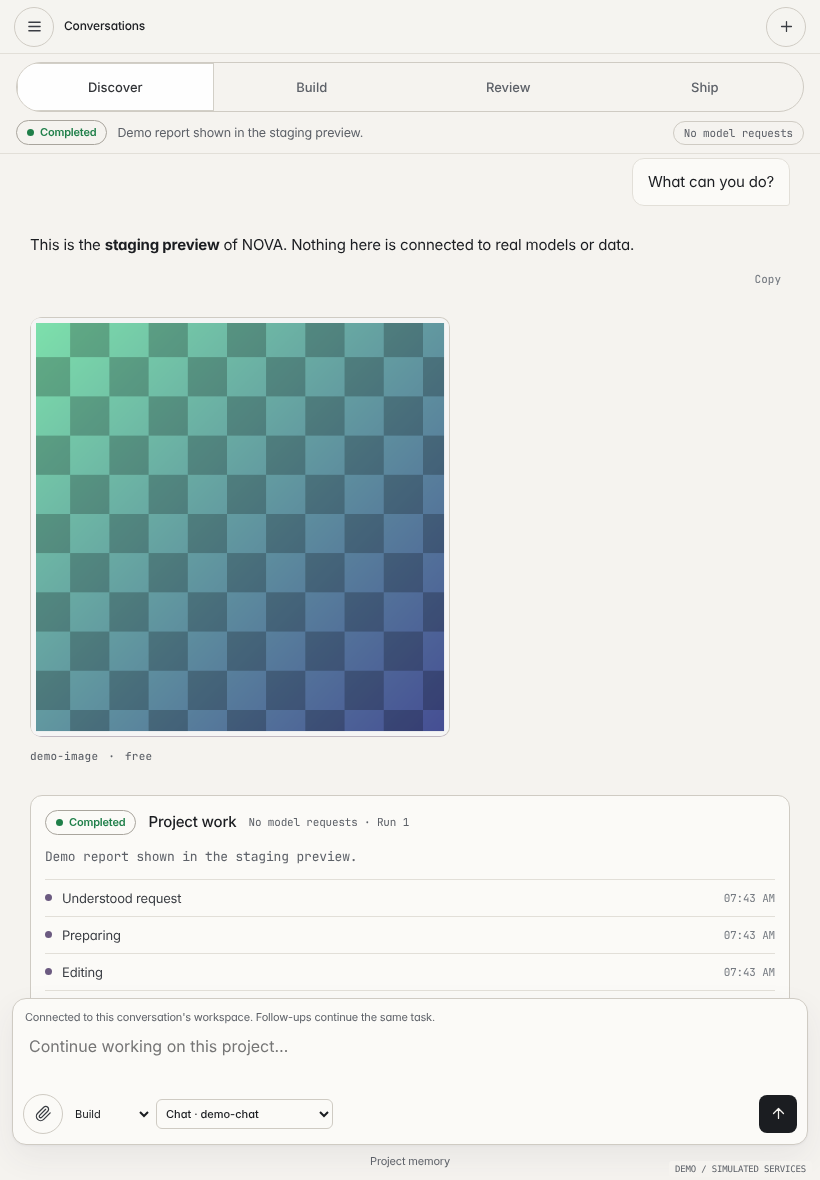 Conversations
Discover
Build
Review
Ship
Completed
Demo report shown in the staging preview.
No model requests
What can you do?
This is the staging preview of NOVA. Nothing here is connected to real models or data.
Copy
demo-image · free
Completed
Project work
No model requests · Run 1
Demo report shown in the staging preview.
Understood request
07:43 AM
Preparing
07:43 AM
Editing
07:43 AM
Connected to this conversation's workspace. Follow-ups continue the same task.
Continue working on this project...
Build
Chat · demo-chat
Project memory
DEMO / SIMULATED SERVICES